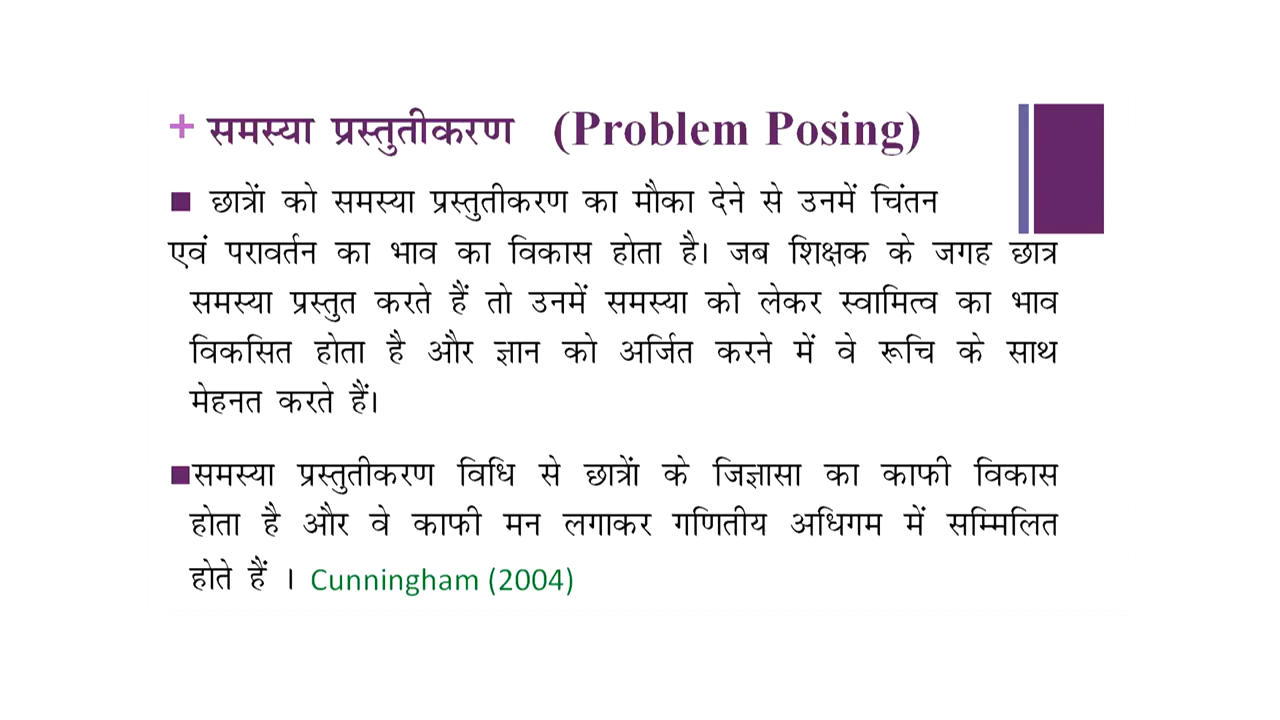 + समस्या प्रस्तुतीकरण (Problem Posing)
■ छात्रों को समस्या प्रस्तुतीकरण का मौका देने से उनमें चिंतन
एवं परावर्तन का भाव का विकास होता है। जब शिक्षक के जगह छात्र
समस्या प्रस्तुत करते हैं तो उनमें समस्या को लेकर स्वामित्व का भाव
विकसित होता है और ज्ञान को अर्जित करने में वे रूचि के साथ
मेहनत करते हैं।
■समस्या प्रस्तुतीकरण विधि से छात्रों के जिज्ञासा का काफी विकास
होता है और वे काफी मन लगाकर गणितीय अधिगम में सम्मिलित
होते हैं । Cunningham (2004)